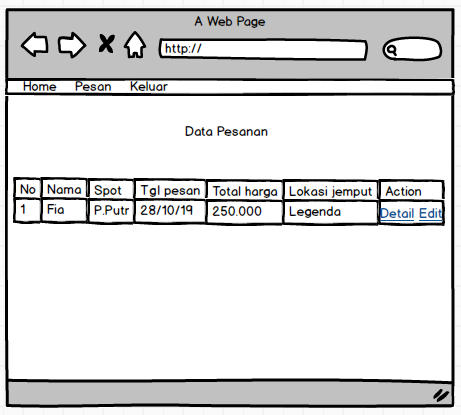 A Web Page
http://
Home Pesan Keluar
Data Pesanan
No Nama Spot Tgl pesan Total harga Lokasi jemput Action
1 Fia P.Putr 28/10/19 250.000 Legenda Detail Edit